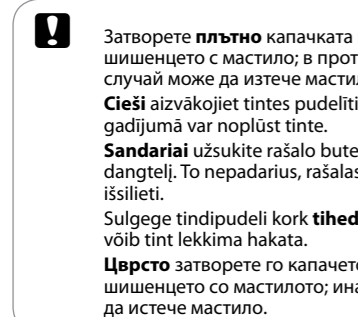 Затворете плътно капачката
шишенцето с мастило; в
случай може да изтече
Cieši aizvākojiet tintes
gadījumā var noplūst tinte.
Sandariai užsukite rašalo
dangtelį. To nepadarius, rašalas
išsilieti.
Sulgege tindipudeli kork
võib tint lekkima hakata.
Цврсто затворете го
шишенцето со мастилото;
да истече мастило.